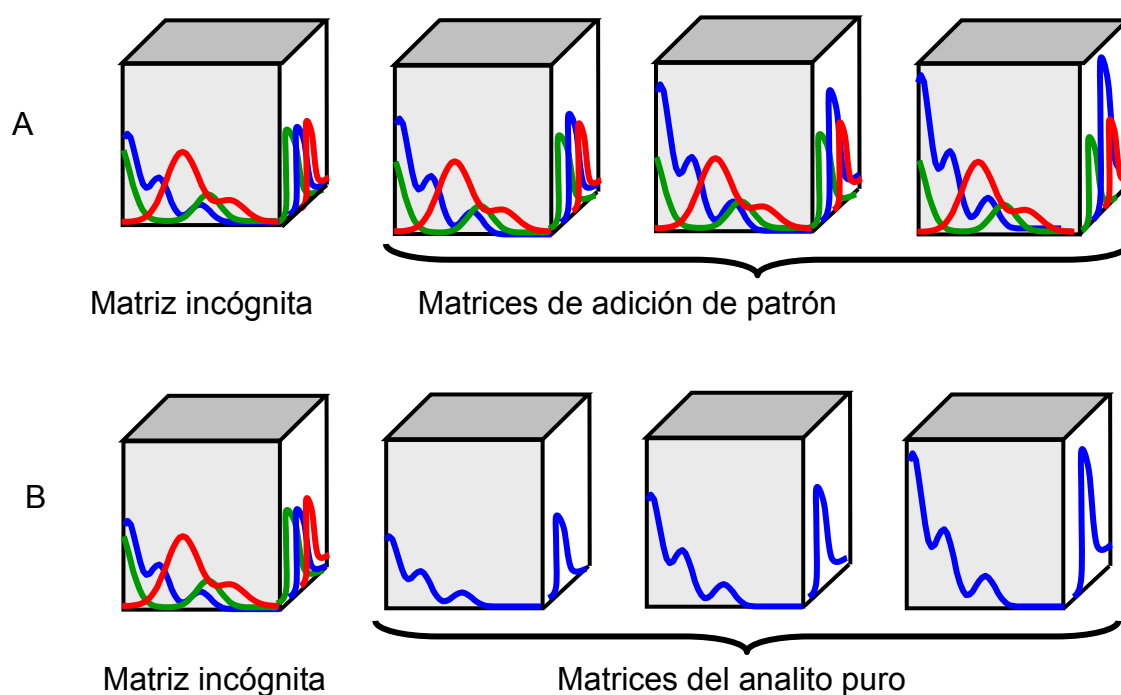 A
Matriz incógnita
Matrices de adición de patrón
B
Matriz incógnita
Matrices del analito puro